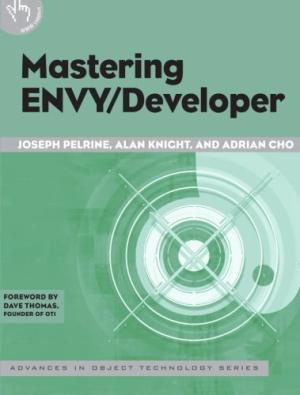 Mastering
ENVY/Developer
JOSEPH PELRINE, ALAN KNIGHT, AND ADRIAN CHO
FOREWORD BY
DAVE THOMAS,
FOUNDER OF OTI
ADVANCES IN OBJECT TECHNOLOGY SERIES